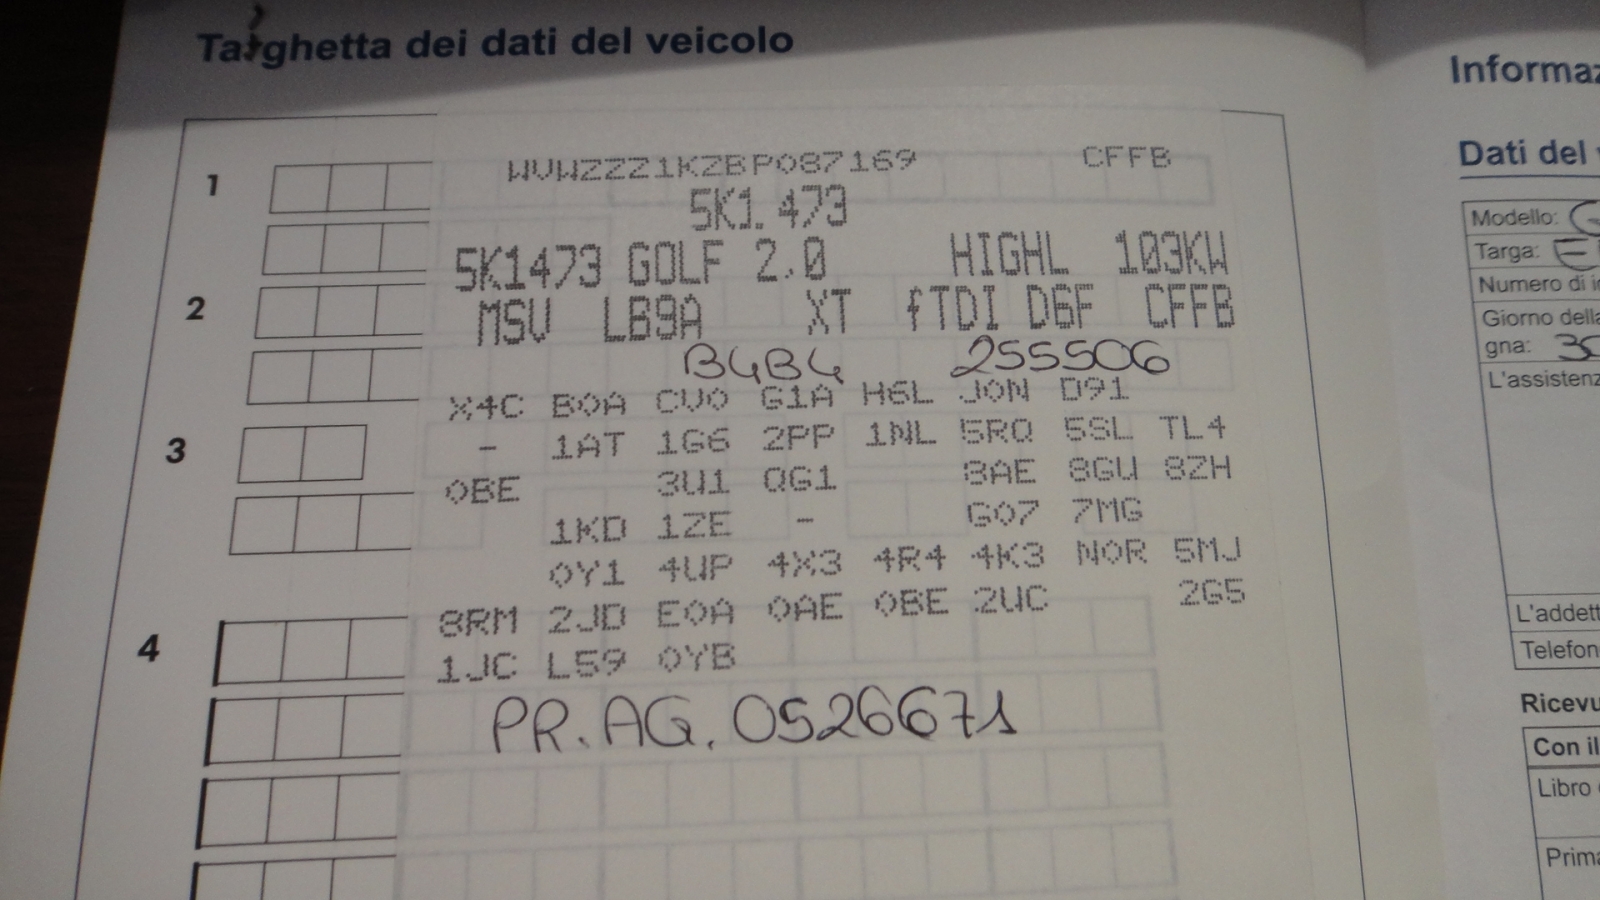 Targhetta dei dati del veicolo
1
WVWZZZ1KZBP087169 CFFB
5K1.473
5K1473 GOLF 2.0 HIGHL 103KW
2
MSV LB9A XT fTDI D6F CFFB
B4B4 255506
X4C B0A CV0 G1A H6L J0N D91
3
- 1AT 1G6 2PP 1NL 5RQ 5SL TL4
0BE 3U1 QG1 8AE 8GU 8ZH
1KD 1ZE - G07 7MG
0Y1 4UP 4X3 4R4 4K3 N0R 5MJ
8RM 2JD E0A 0AE 0BE 2UC 2G5
4
1JC L59 0YB
PR.AG. 0526671
Informaz
Dati del
Modello: G
Targa: E
Numero di i
Giorno della
gna: 30
L'assistenz
L'addett
Telefon
Ricevu
Con il
Libro
Prima